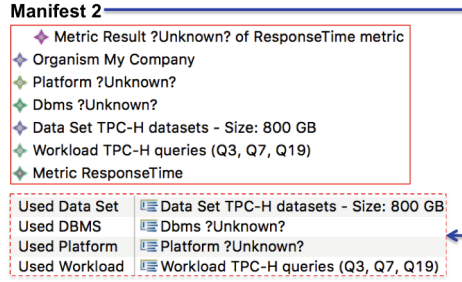 Manifest 2
Metric Result ?Unknown? of ResponseTime metric
Organism My Company
Platform ?Unknown?
Dbms ?Unknown?
Data Set TPC-H datasets - Size: 800 GB
Workload TPC-H queries (Q3, Q7, Q19)
Metric ResponseTime
Used Data Set Data Set TPC-H datasets - Size: 800 GB
Used DBMS Dbms ?Unknown?
Used Platform Platform ?Unknown?
Used Workload Workload TPC-H queries (Q3, Q7, Q19)